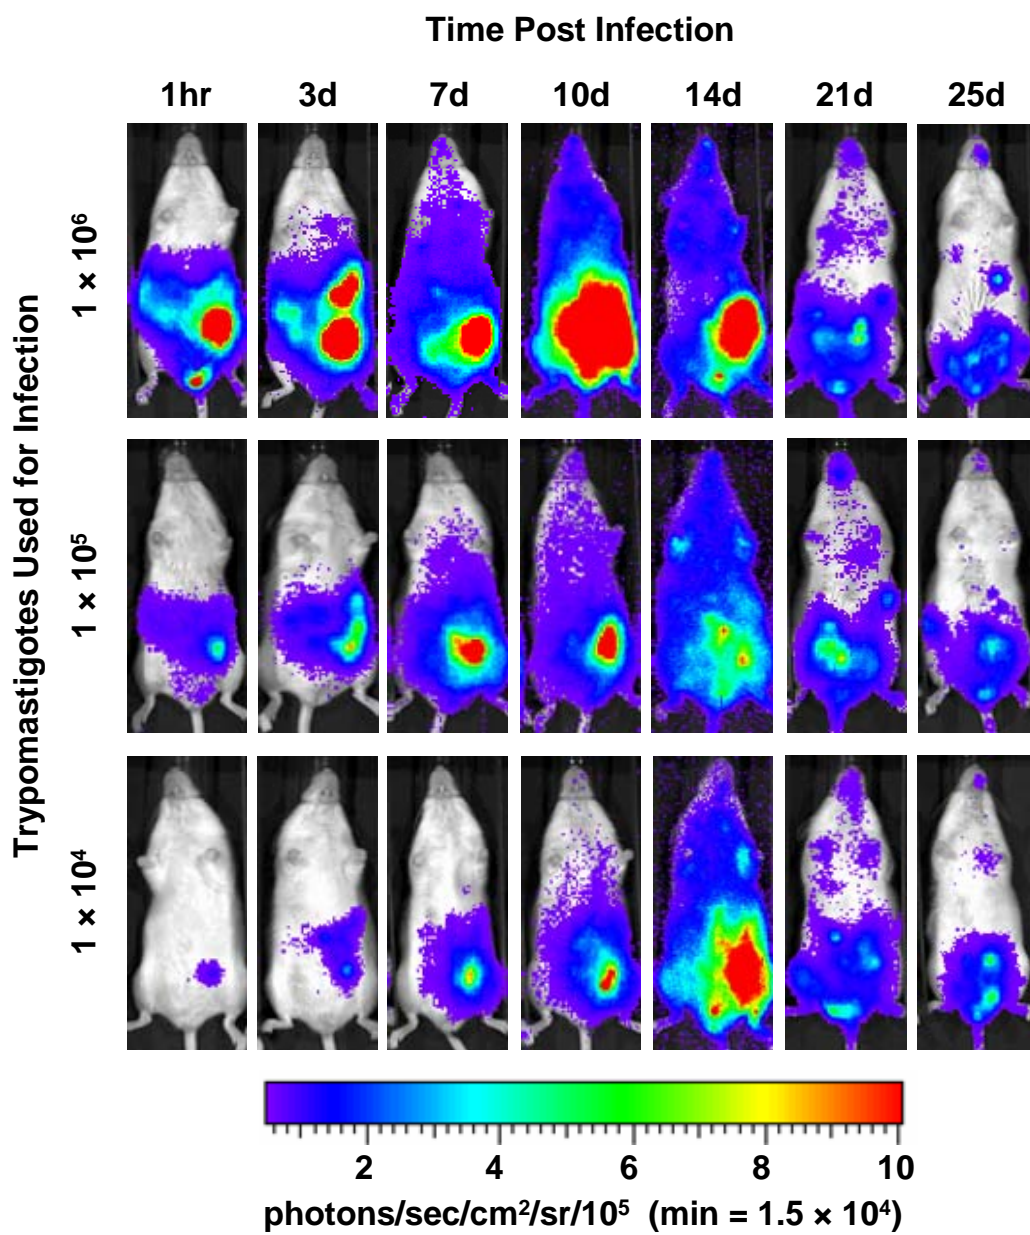 Time Post Infection
1hr 3d 7d 10d 14d 21d 25d
Trypomastigotes Used for Infection
1 × 10⁶
1 × 10⁵
1 × 10⁴
2 4 6 8 10
photons/sec/cm²/sr/10⁵ (min = 1.5 × 10⁴)